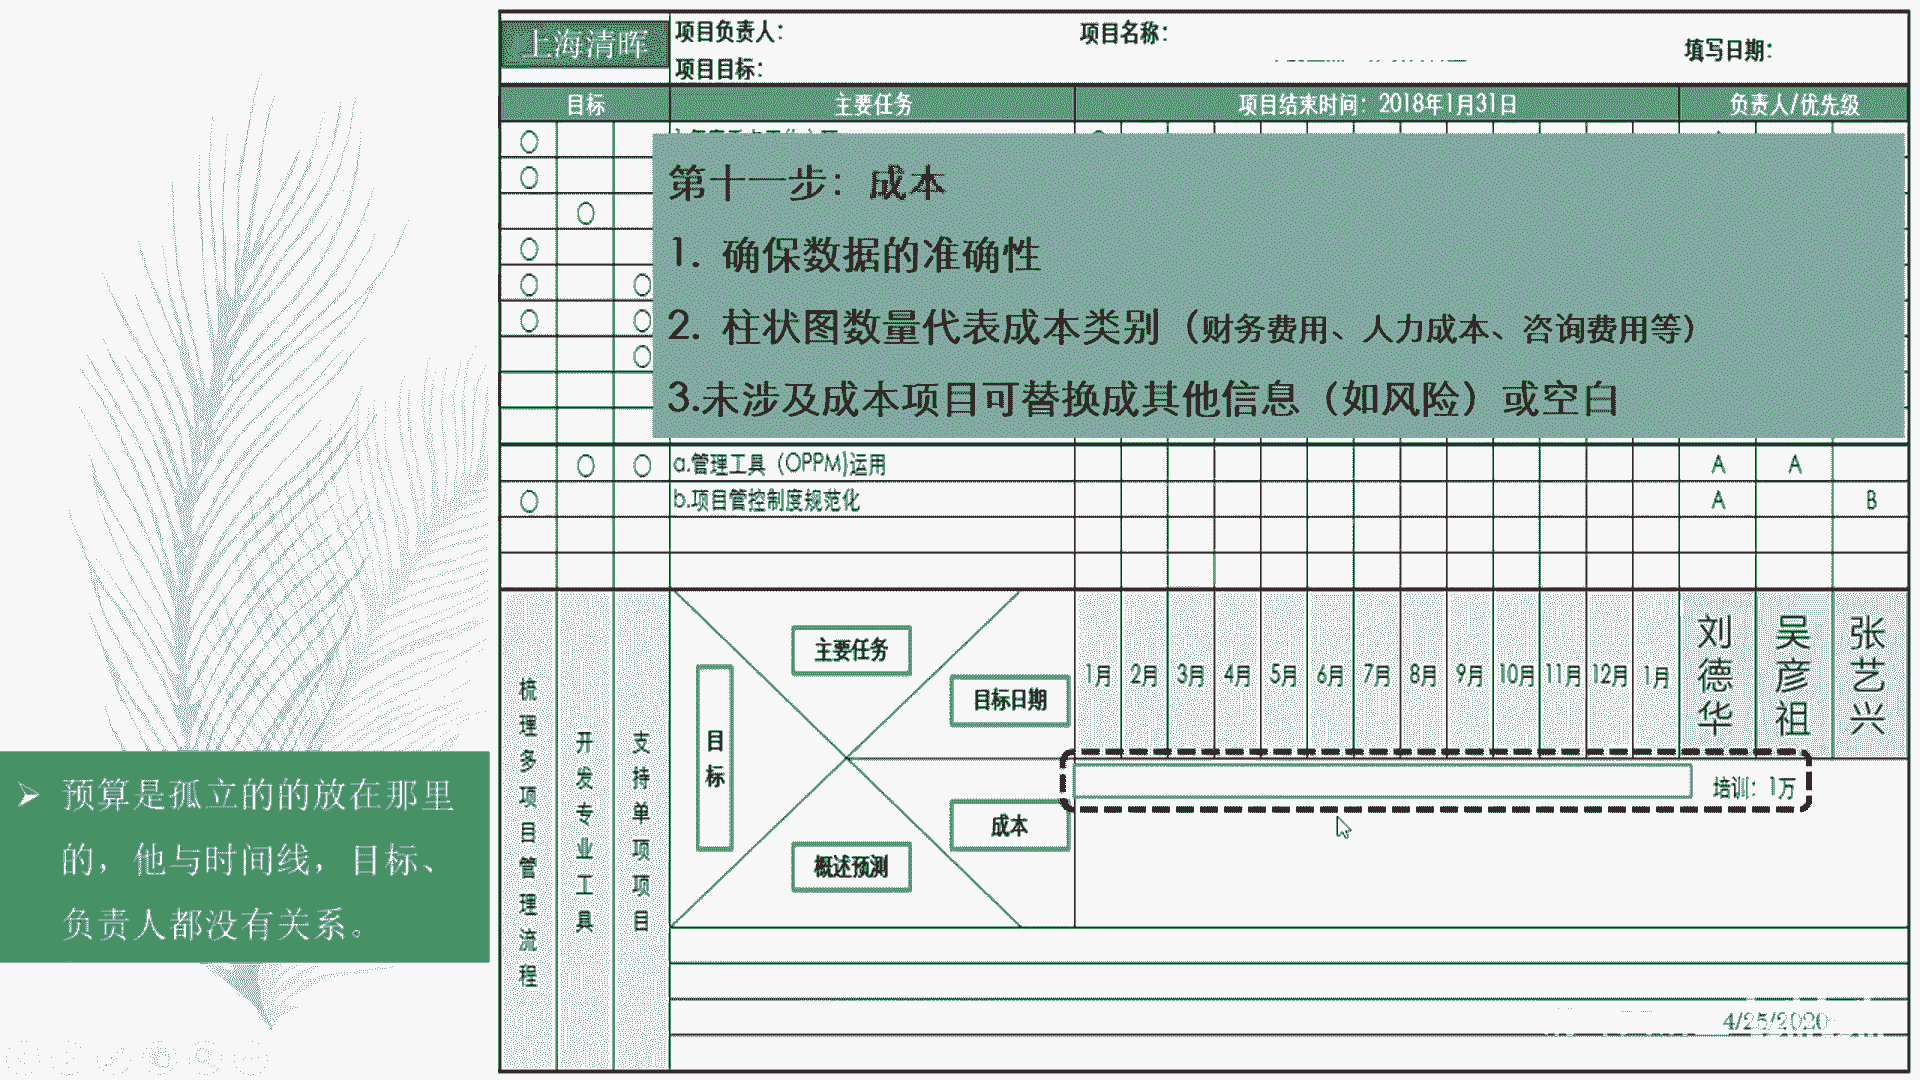 上海清晖
项目负责人：
项目名称：
填写日期：
项目目标：
目标
主要任务
项目结束时间：2018年1月31日
负责人/优先级
第十一步：成本
1. 确保数据的准确性
2. 柱状图数量代表成本类别（财务费用、人力成本、咨询费用等）
3.未涉及成本项目可替换成其他信息（如风险）或空白
a.管理工具（OPPM)运用
A
A
b.项目管控制度规范化
A
B
梳理多项目管理流程
开发专业工具
支持单项项目
主要任务
目标日期
目标
成本
概述预测
1月
2月
3月
4月
5月
6月
7月
8月
9月
10月
11月
12月
1月
刘德华
吴彦祖
张艺兴
培训：1万
预算是孤立的的放在那里
的，他与时间线，目标、
负责人都没有关系。
4/25/2020